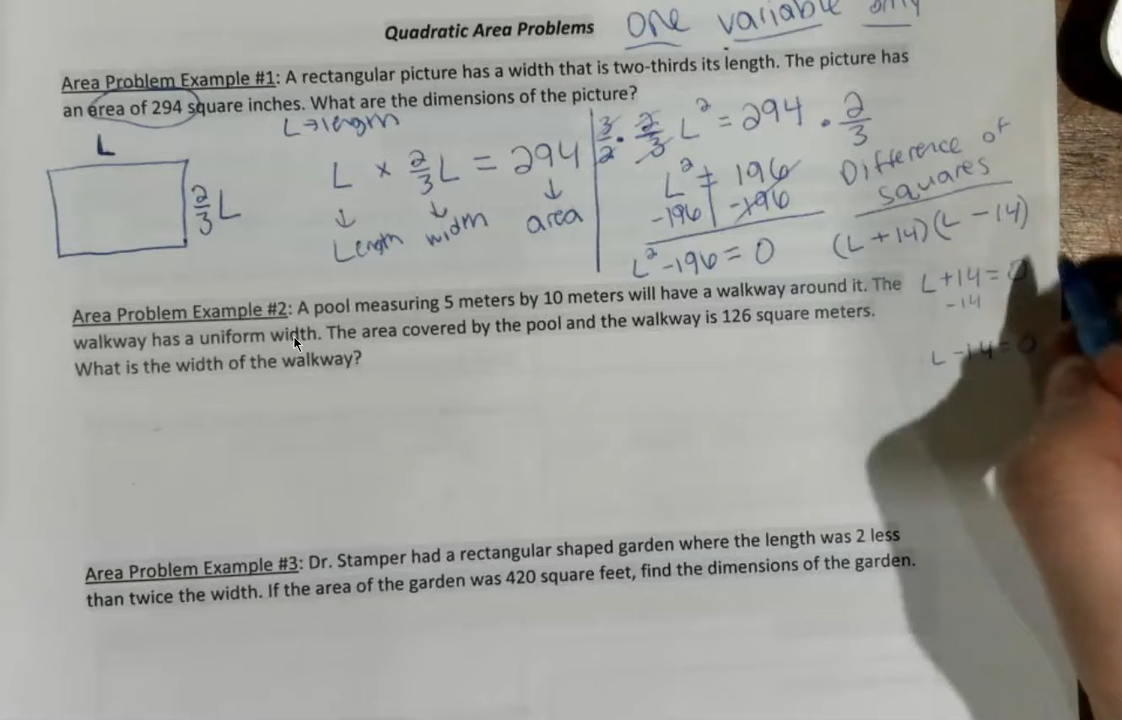 one variable only
Quadratic Area Problems
Area Problem Example #1: A rectangular picture has a width that is two-thirds its length. The picture has
an area of 294 square inches. What are the dimensions of the picture?
L→length
L
2/3 L
L × 2/3 L = 294
↓ ↓ ↓
Length width area
3/2 · 2/3 L² = 294 · 2/3
L² = 196
-196 -196
L² - 196 = 0
Difference of
squares
(L + 14)(L - 14)
L + 14 = 0
-14
L - 14 = 0
Area Problem Example #2: A pool measuring 5 meters by 10 meters will have a walkway around it. The
walkway has a uniform width. The area covered by the pool and the walkway is 126 square meters.
What is the width of the walkway?
Area Problem Example #3: Dr. Stamper had a rectangular shaped garden where the length was 2 less
than twice the width. If the area of the garden was 420 square feet, find the dimensions of the garden.